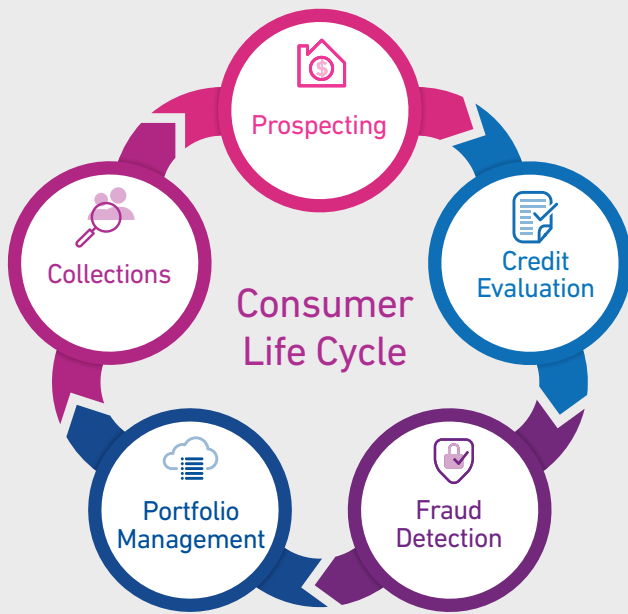 Prospecting
Credit
Evaluation
Fraud
Detection
Portfolio
Management
Collections
Consumer
Life Cycle
$